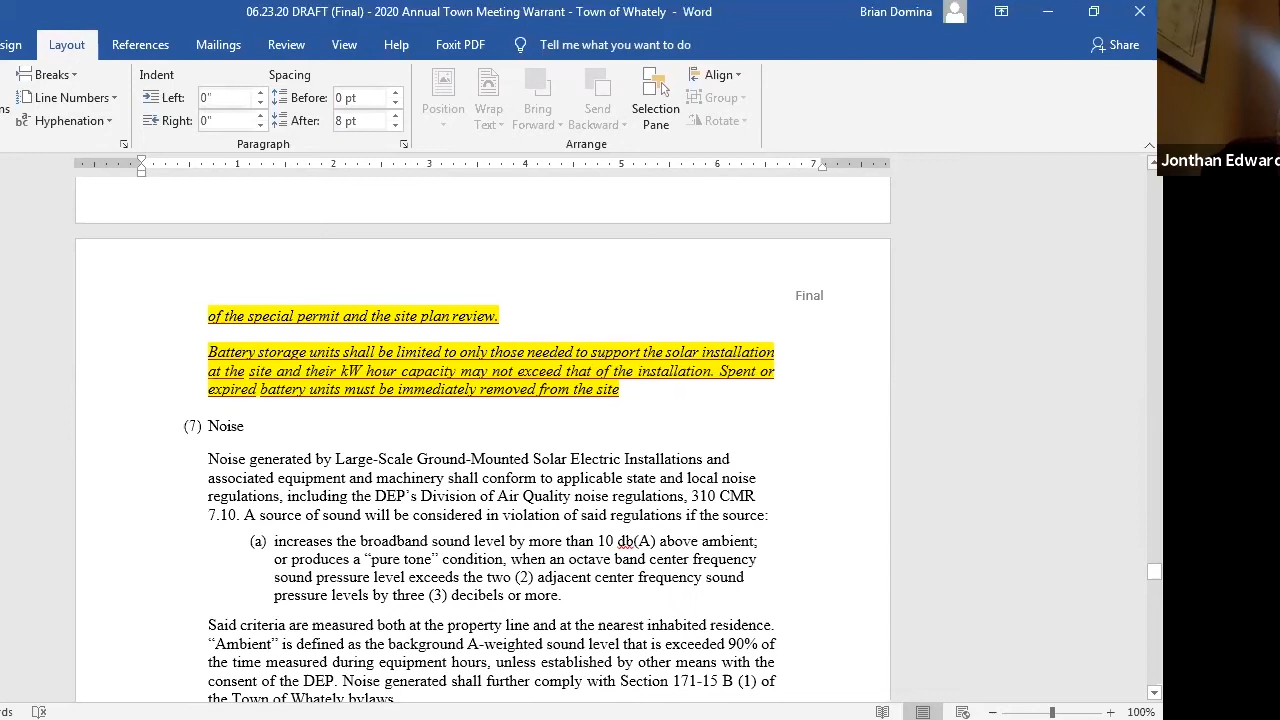 06.23.20 DRAFT (Final) - 2020 Annual Town Meeting Warrant - Town of Whately - Word
Brian Domina
sign Layout References Mailings Review View Help Foxit PDF Tell me what you want to do Share
Breaks
Line Numbers
Hyphenation
Indent
Left: 0"
Right: 0"
Spacing
Before: 0 pt
After: 8 pt
Paragraph
Position
Wrap Text
Bring Forward
Send Backward
Selection Pane
Align
Group
Rotate
Arrange
Jonthan Edward
1 2 3 4 5 6 7
Final
of the special permit and the site plan review.
Battery storage units shall be limited to only those needed to support the solar installation
at the site and their kW hour capacity may not exceed that of the installation. Spent or
expired battery units must be immediately removed from the site
(7) Noise
Noise generated by Large-Scale Ground-Mounted Solar Electric Installations and
associated equipment and machinery shall conform to applicable state and local noise
regulations, including the DEP’s Division of Air Quality noise regulations, 310 CMR
7.10. A source of sound will be considered in violation of said regulations if the source:
(a) increases the broadband sound level by more than 10 db(A) above ambient;
or produces a “pure tone” condition, when an octave band center frequency
sound pressure level exceeds the two (2) adjacent center frequency sound
pressure levels by three (3) decibels or more.
Said criteria are measured both at the property line and at the nearest inhabited residence.
“Ambient” is defined as the background A-weighted sound level that is exceeded 90% of
the time measured during equipment hours, unless established by other means with the
consent of the DEP. Noise generated shall further comply with Section 171-15 B (1) of
the Town of Whately bylaws.
rds
100%